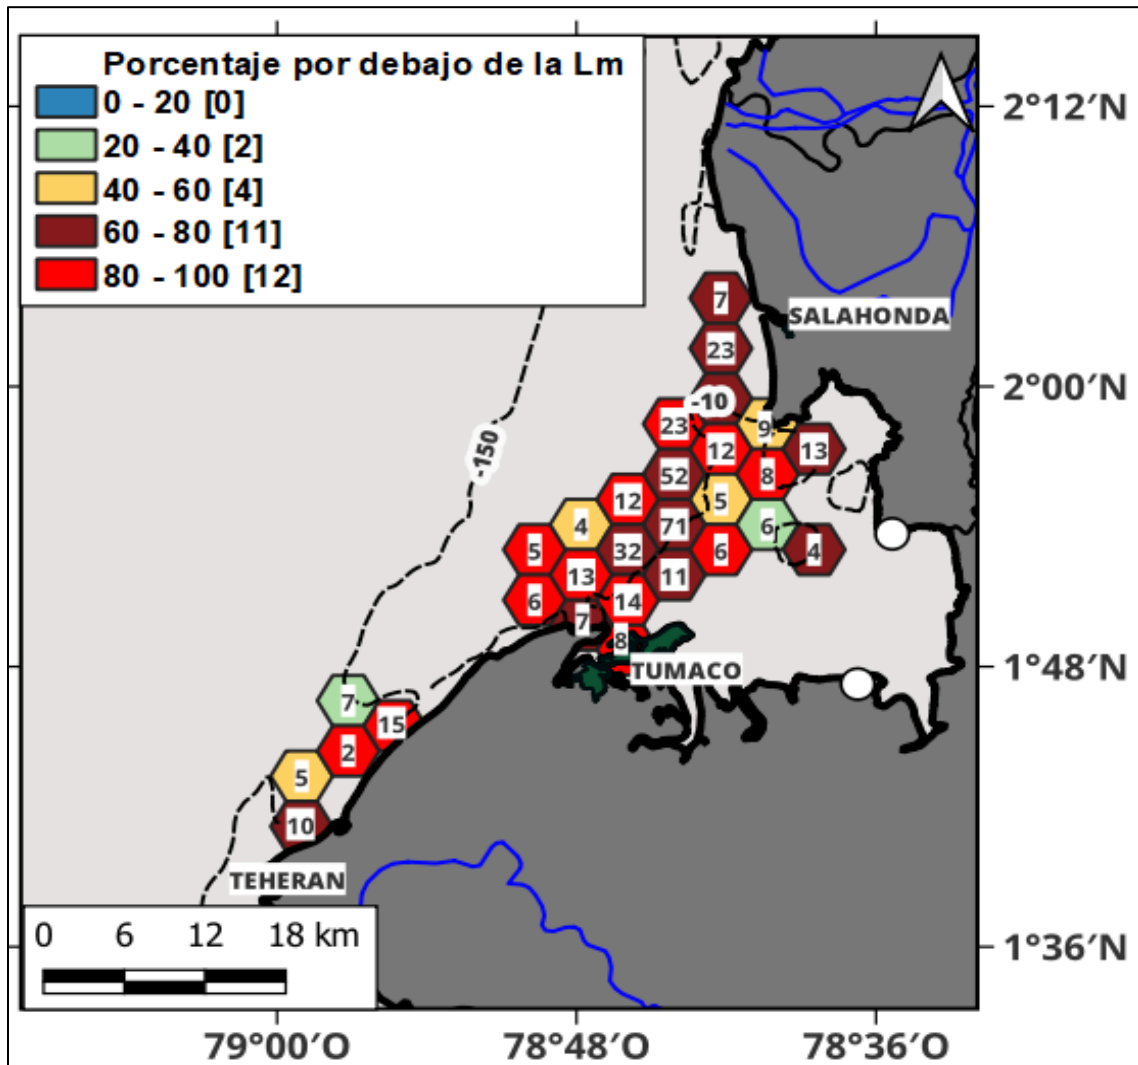 Porcentaje por debajo de la Lm
0 - 20 [0]
20 - 40 [2]
40 - 60 [4]
60 - 80 [11]
80 - 100 [12]
2°12′N
7
SALAHONDA
23
2°00′N
-10
23
9
12
13
-150
52
8
12
5
4
71
6
5
32
6
4
13
11
6
14
7
8
TUMACO
1°48′N
7
15
2
5
10
TEHERAN
0 6 12 18 km
1°36′N
79°00′O 78°48′O 78°36′O